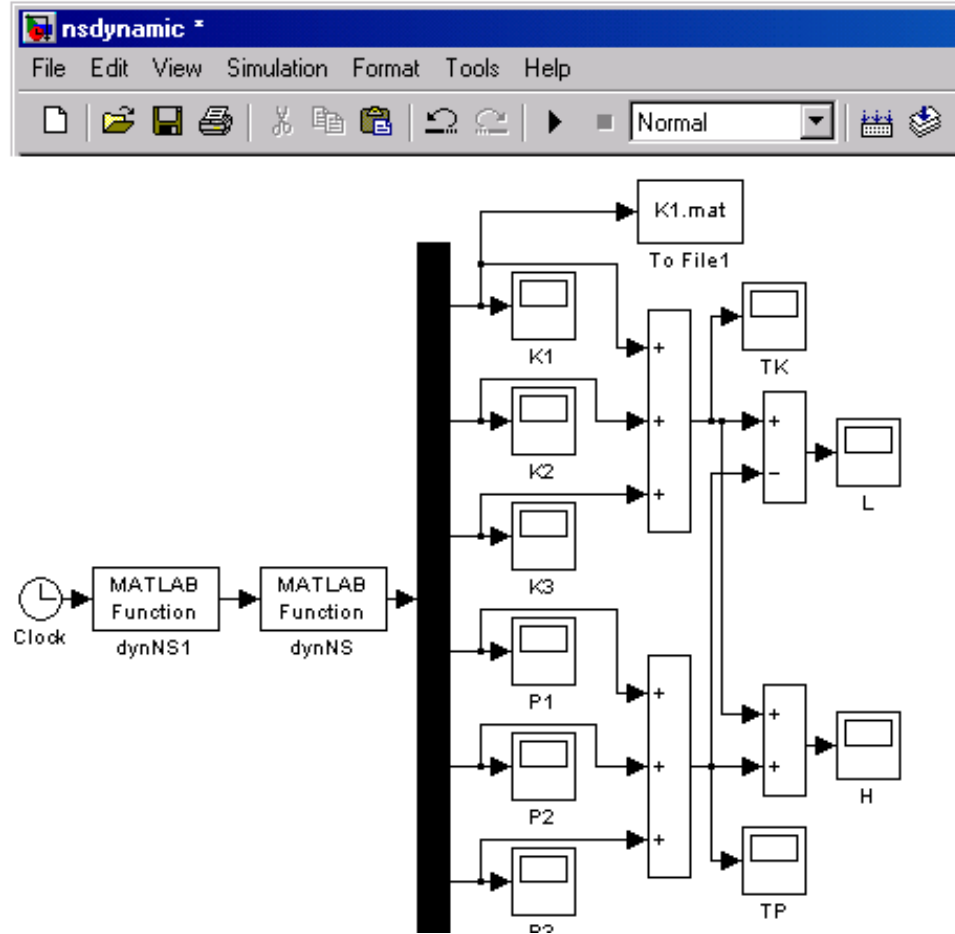 nsdynamic *
File Edit View Simulation Format Tools Help
Normal
K1.mat
To File1
K1
TK
K2
L
K3
MATLAB
Function
dynNS1
MATLAB
Function
dynNS
Clock
+
+
+
+
−
P1
P2
+
+
+
+
+
H
TP